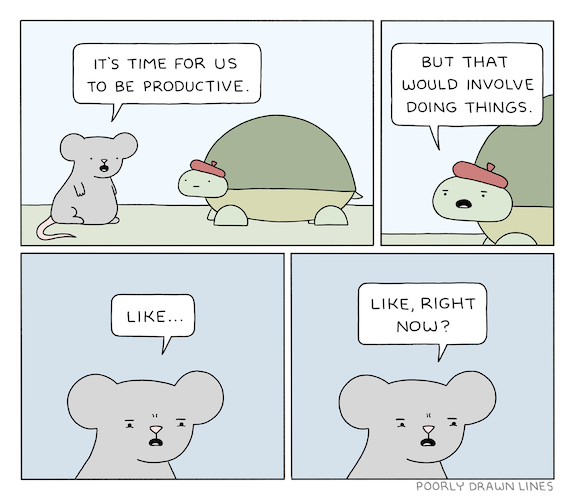 IT'S TIME FOR US
TO BE PRODUCTIVE.
BUT THAT
WOULD INVOLVE
DOING THINGS.
LIKE...
LIKE, RIGHT
NOW?
POORLY DRAWN LINES